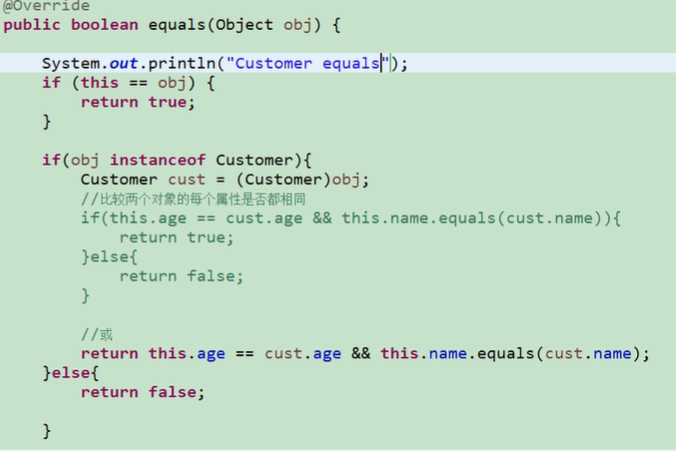 @Override
public boolean equals(Object obj) {
System.out.println("Customer equals");
if (this == obj) {
return true;
}
if(obj instanceof Customer){
Customer cust = (Customer)obj;
//比较两个对象的每个属性是否都相同
if(this.age == cust.age && this.name.equals(cust.name)){
return true;
}else{
return false;
}
//或
return this.age == cust.age && this.name.equals(cust.name);
}else{
return false;
}